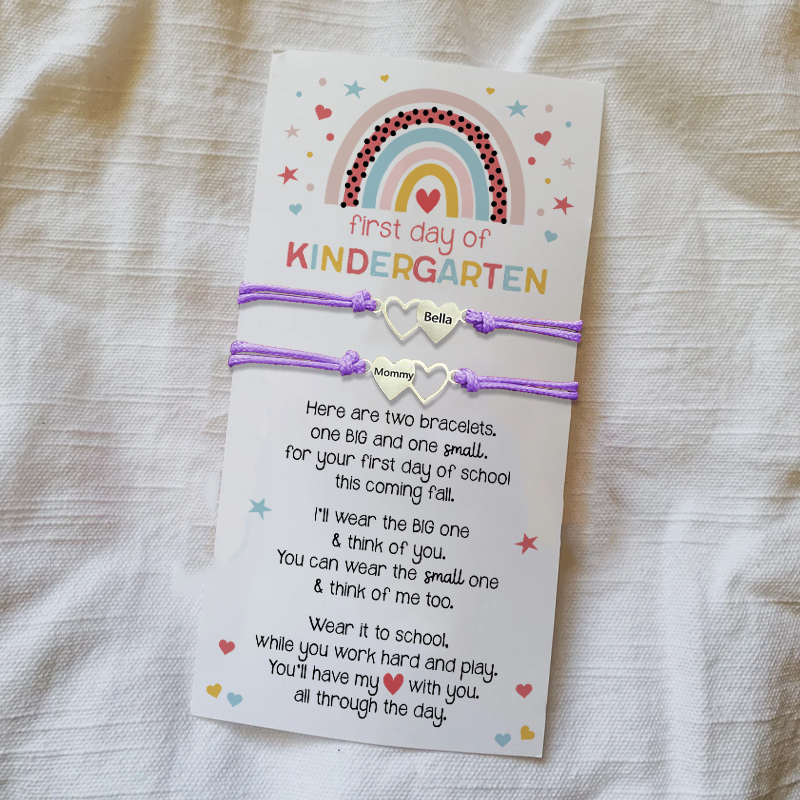 first day of
KINDERGARTEN
Bella
Mommy
Here are two bracelets.
one BIG and one small.
for your first day of school
this coming fall.
I'll wear the BIG one
& think of you.
You can wear the small one
& think of me too.
Wear it to school.
while you work hard and play.
You'll have my with you.
all through the day.